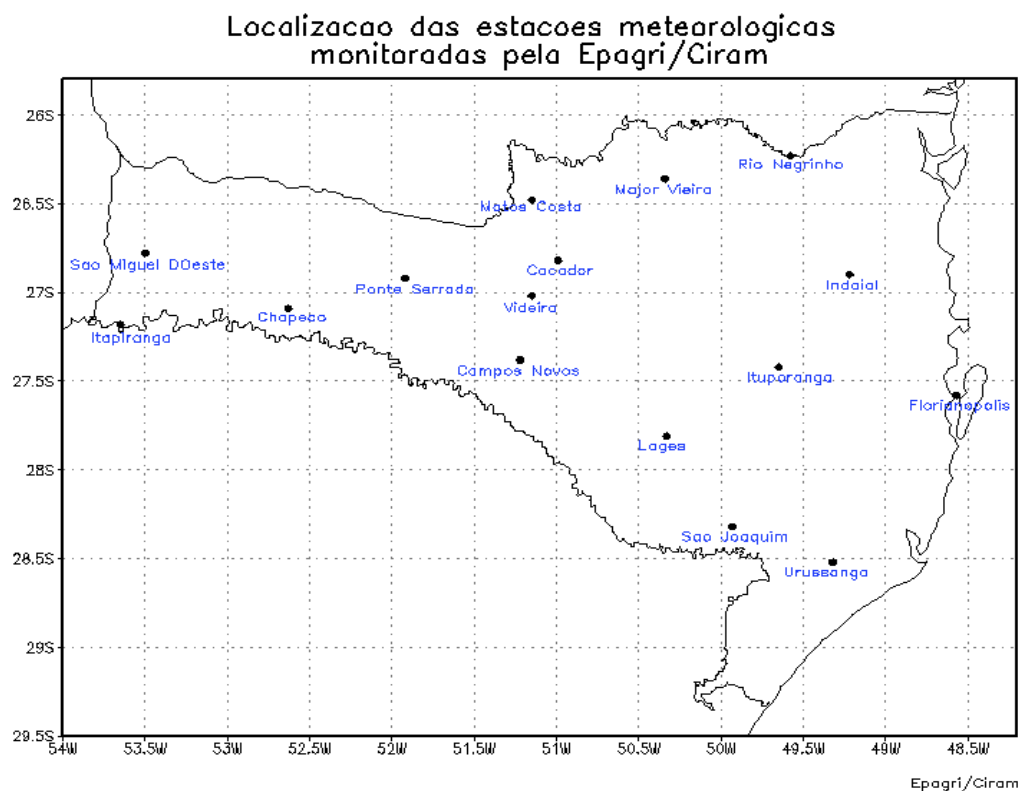 Localizacao das estacoes meteorologicas
monitoradas pela Epagri/Ciram
26S
Rio Negrinho
Major Vieira
26.5S
Matos Costa
Sao Miguel DOeste
Cacador
Ponte Serrada
Indaial
27S
Videira
Chapeco
Itapiranga
Campos Novos
27.5S
Ituporanga
Florianopolis
Lages
28S
Sao Joaquim
28.5S
Urussanga
29S
29.5S
54W 53.5W 53W 52.5W 52W 51.5W 51W 50.5W 50W 49.5W 49W 48.5W
Epagri/Ciram